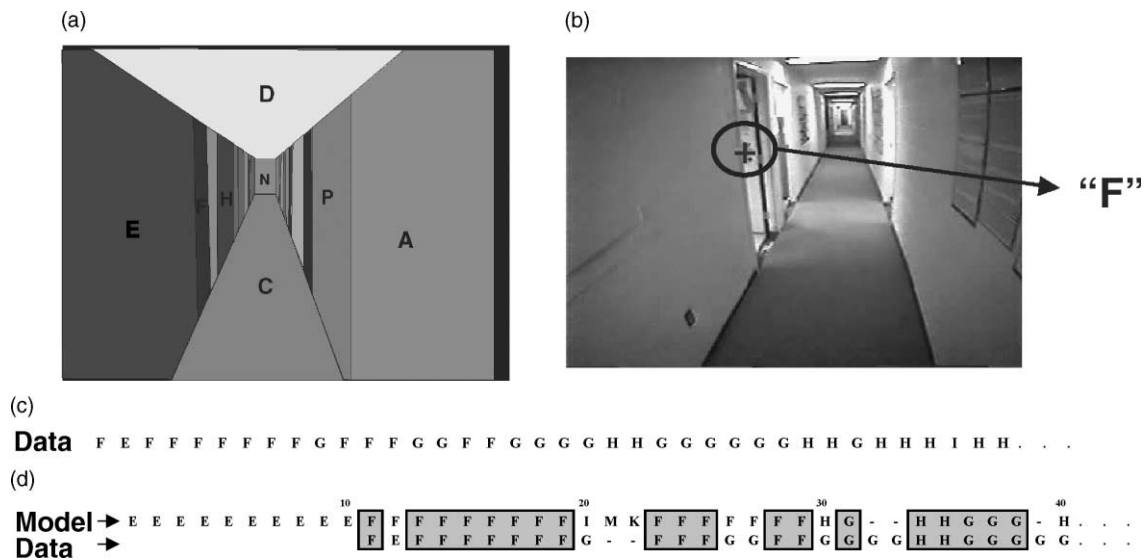 (a)
(b)
D
N
F H P
E
A
C
+
“F”
(c)
Data F E F F F F F F F G F F F G G F F G G G G H H G G G G G G H H G H H H I H H . . .
(d)
10 20 30 40
Model E E E E E E E E E E F F F F F F F F F I M K F F F F F F F H G - - H H G G G - H . . .
Data F E F F F F F F F G - - F F F G G F F G G G G H H G G G G G . . .